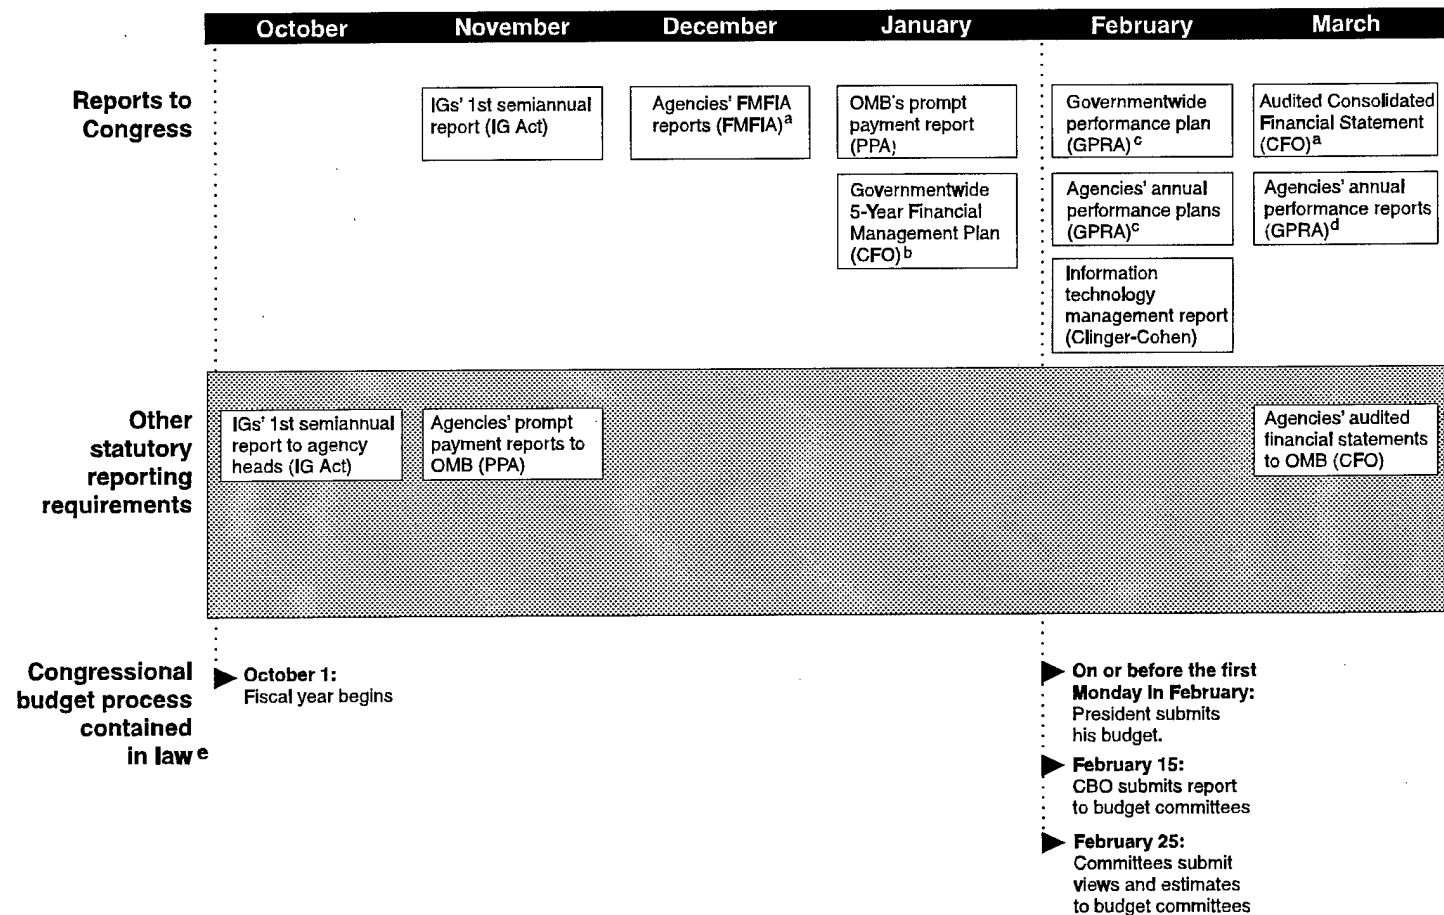 October November December January February March
Reports to
Congress
IGs' 1st semiannual
report (IG Act)
Agencies' FMFIA
reports (FMFIA)a
OMB's prompt
payment report
(PPA)
Governmentwide
5-Year Financial
Management Plan
(CFO)b
Governmentwide
performance plan
(GPRA)c
Agencies' annual
performance plans
(GPRA)c
Information
technology
management report
(Clinger-Cohen)
Audited Consolidated
Financial Statement
(CFO)a
Agencies' annual
performance reports
(GPRA)d
Other
statutory
reporting
requirements
IGs' 1st semiannual
report to agency
heads (IG Act)
Agencies' prompt
payment reports to
OMB (PPA)
Agencies' audited
financial statements
to OMB (CFO)
Congressional
budget process
contained
in law e
October 1:
Fiscal year begins
On or before the first
Monday in February:
President submits
his budget.
February 15:
CBO submits report
to budget committees
February 25:
Committees submit
views and estimates
to budget committees